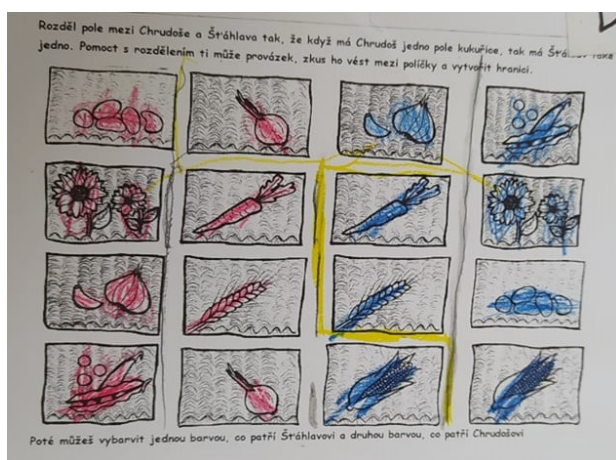 Rozděl pole mezi Chrudoše a Šťáhlava tak, že když má Chrudoš jedno pole kukuřice, tak má
jedno. Pomoct s rozdělením ti může provázek, zkus ho vést mezi políčky a vytvořit hranici.
Poté můžeš vybarvit jednou barvou, co patří Šťáhlavovi a druhou barvou, co patří Chrudošovi